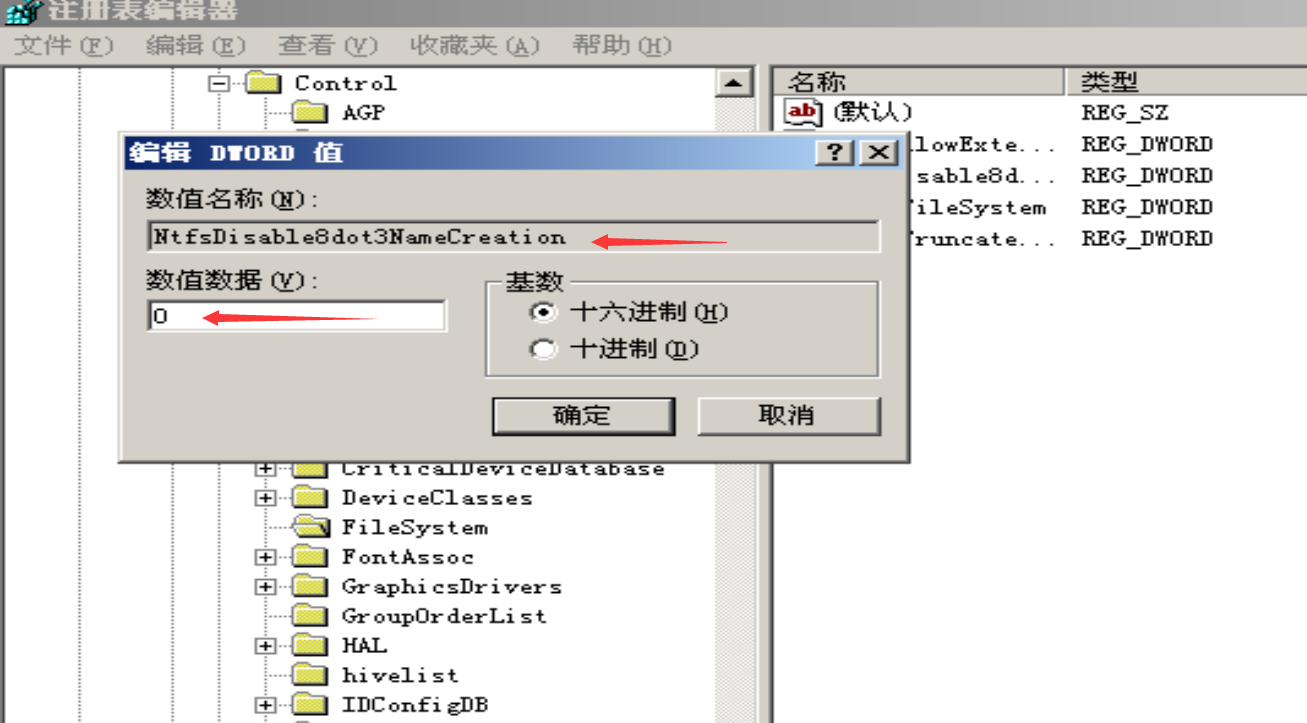 注册表编辑器
文件(F) 编辑(E) 查看(V) 收藏夹(A) 帮助(H)
Control
AGP
名称 类型
(默认) REG_SZ
lowExte... REG_DWORD
sable8d... REG_DWORD
ileSystem REG_DWORD
runcate... REG_DWORD
编辑 DWORD 值
数值名称(N):
NtfsDisable8dot3NameCreation
数值数据(V):
0
基数
十六进制(H)
十进制(D)
确定 取消
CriticalDeviceDatabase
DeviceClasses
FileSystem
FontAssoc
GraphicsDrivers
GroupOrderList
HAL
hivelist
IDConfigDB